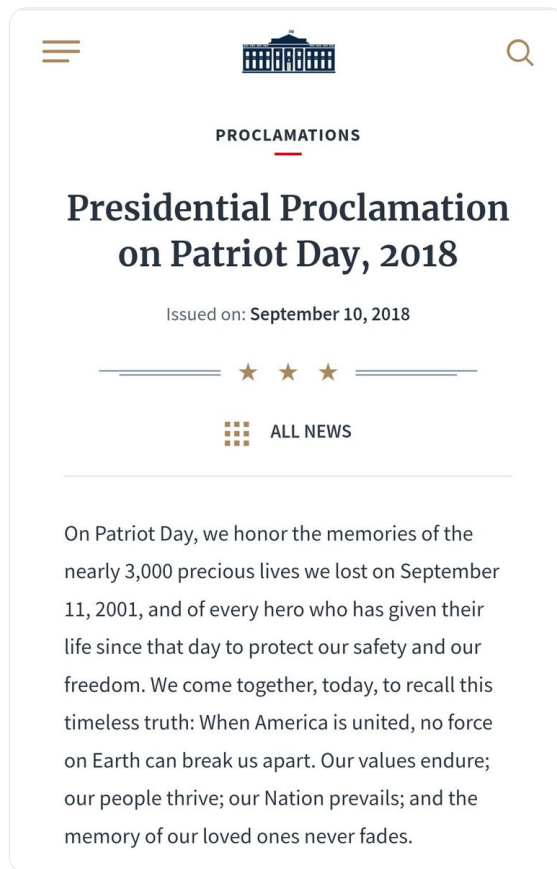 PROCLAMATIONS
Presidential Proclamation
on Patriot Day, 2018
Issued on: September 10, 2018
ALL NEWS
On Patriot Day, we honor the memories of the
nearly 3,000 precious lives we lost on September
11, 2001, and of every hero who has given their
life since that day to protect our safety and our
freedom. We come together, today, to recall this
timeless truth: When America is united, no force
on Earth can break us apart. Our values endure;
our people thrive; our Nation prevails; and the
memory of our loved ones never fades.